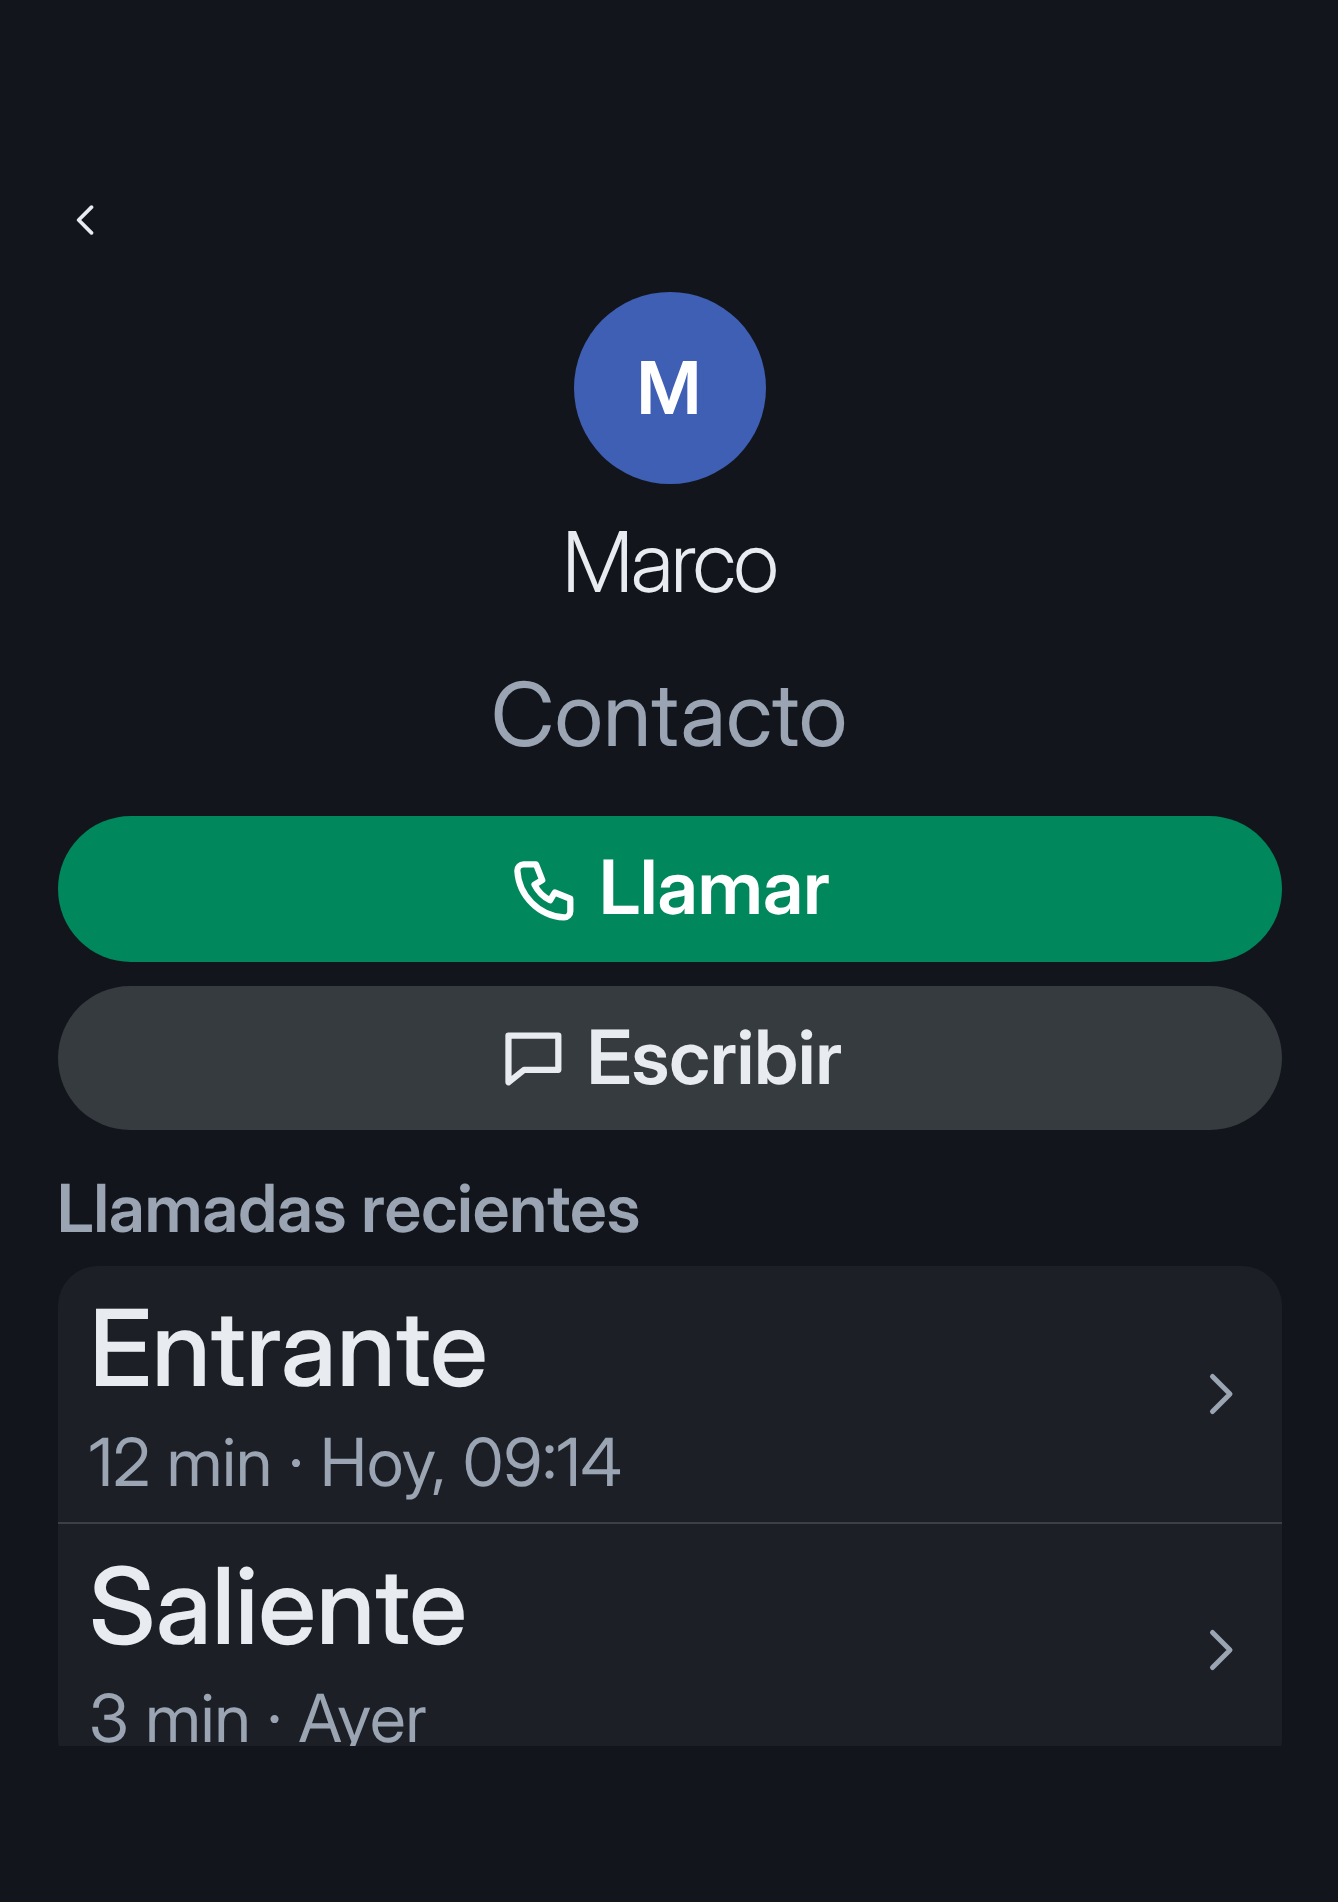 M
Marco
Contacto
Llamar
Escribir
Llamadas recientes
Entrante
12 min · Hoy, 09:14
Saliente
3 min · Ayer